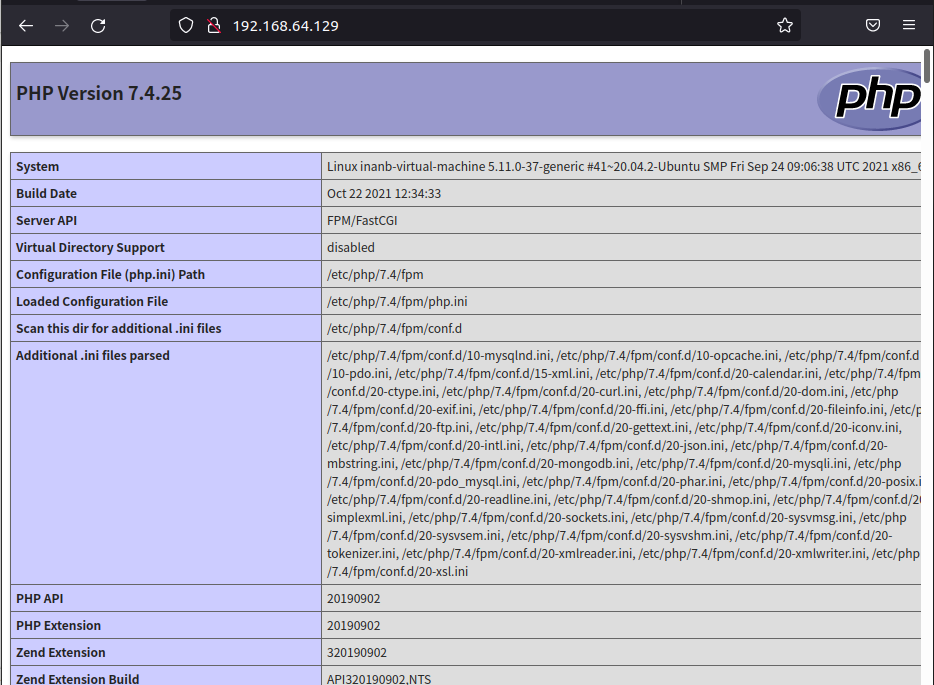 192.168.64.129
PHP Version 7.4.25
php
System Linux inanb-virtual-machine 5.11.0-37-generic #41~20.04.2-Ubuntu SMP Fri Sep 24 09:06:38 UTC 2021 x86_6
Build Date Oct 22 2021 12:34:33
Server API FPM/FastCGI
Virtual Directory Support disabled
Configuration File (php.ini) Path /etc/php/7.4/fpm
Loaded Configuration File /etc/php/7.4/fpm/php.ini
Scan this dir for additional .ini files /etc/php/7.4/fpm/conf.d
Additional .ini files parsed /etc/php/7.4/fpm/conf.d/10-mysqlnd.ini, /etc/php/7.4/fpm/conf.d/10-opcache.ini, /etc/php/7.4/fpm/conf.d
/10-pdo.ini, /etc/php/7.4/fpm/conf.d/15-xml.ini, /etc/php/7.4/fpm/conf.d/20-calendar.ini, /etc/php/7.4/fpm
/conf.d/20-ctype.ini, /etc/php/7.4/fpm/conf.d/20-curl.ini, /etc/php/7.4/fpm/conf.d/20-dom.ini, /etc/php
/7.4/fpm/conf.d/20-exif.ini, /etc/php/7.4/fpm/conf.d/20-ffi.ini, /etc/php/7.4/fpm/conf.d/20-fileinfo.ini, /etc/p
/7.4/fpm/conf.d/20-ftp.ini, /etc/php/7.4/fpm/conf.d/20-gettext.ini, /etc/php/7.4/fpm/conf.d/20-iconv.ini,
/etc/php/7.4/fpm/conf.d/20-intl.ini, /etc/php/7.4/fpm/conf.d/20-json.ini, /etc/php/7.4/fpm/conf.d/20-
mbstring.ini, /etc/php/7.4/fpm/conf.d/20-mongodb.ini, /etc/php/7.4/fpm/conf.d/20-mysqli.ini, /etc/php
/7.4/fpm/conf.d/20-pdo_mysql.ini, /etc/php/7.4/fpm/conf.d/20-phar.ini, /etc/php/7.4/fpm/conf.d/20-posix.i
/7.4/fpm/conf.d/20-readline.ini, /etc/php/7.4/fpm/conf.d/20-shmop.ini, /etc/php/7.4/fpm/conf.d/20
simplexml.ini, /etc/php/7.4/fpm/conf.d/20-sockets.ini, /etc/php/7.4/fpm/conf.d/20-sysvmsg.ini, /etc/php
/7.4/fpm/conf.d/20-sysvsem.ini, /etc/php/7.4/fpm/conf.d/20-sysvshm.ini, /etc/php/7.4/fpm/conf.d/20-
tokenizer.ini, /etc/php/7.4/fpm/conf.d/20-xmlreader.ini, /etc/php/7.4/fpm/conf.d/20-xmlwriter.ini, /etc/php
/7.4/fpm/conf.d/20-xsl.ini
PHP API 20190902
PHP Extension 20190902
Zend Extension 320190902
Zend Extension Build API320190902,NTS